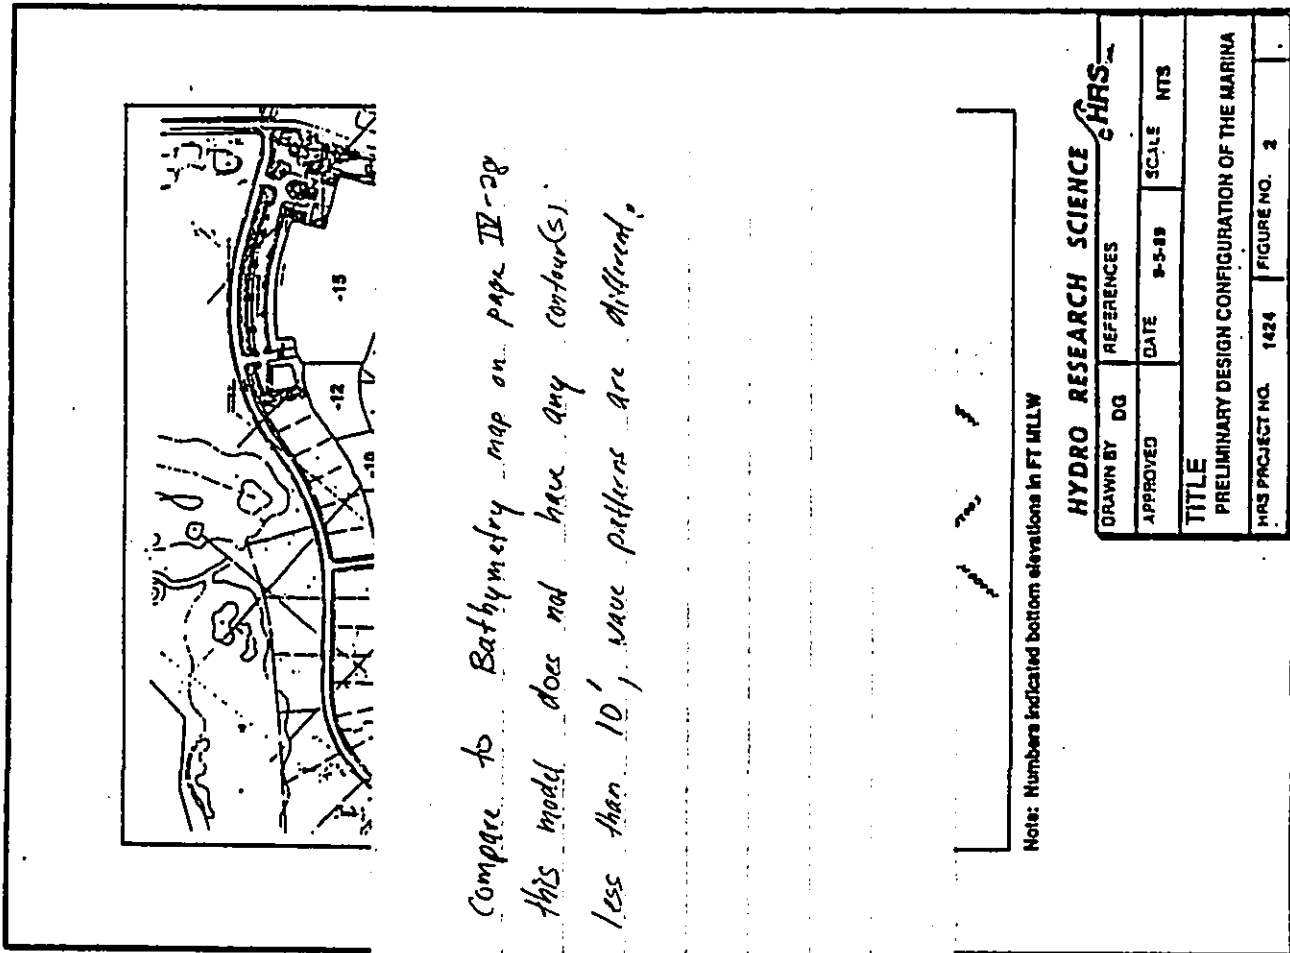 -15
-12
-10
Compare to Bathymetry map on page IV-28
this model does not have any contour(s)
less than 10', wave patterns are different.
Note: Numbers indicated bottom elevations in FT MLLW
HYDRO RESEARCH SCIENCE HRS
DRAWN BY DG REFERENCES
APPROVED DATE 9-5-89 SCALE NTS
TITLE
PRELIMINARY DESIGN CONFIGURATION OF THE MARINA
HRS PROJECT NO. 1424 FIGURE NO. 2